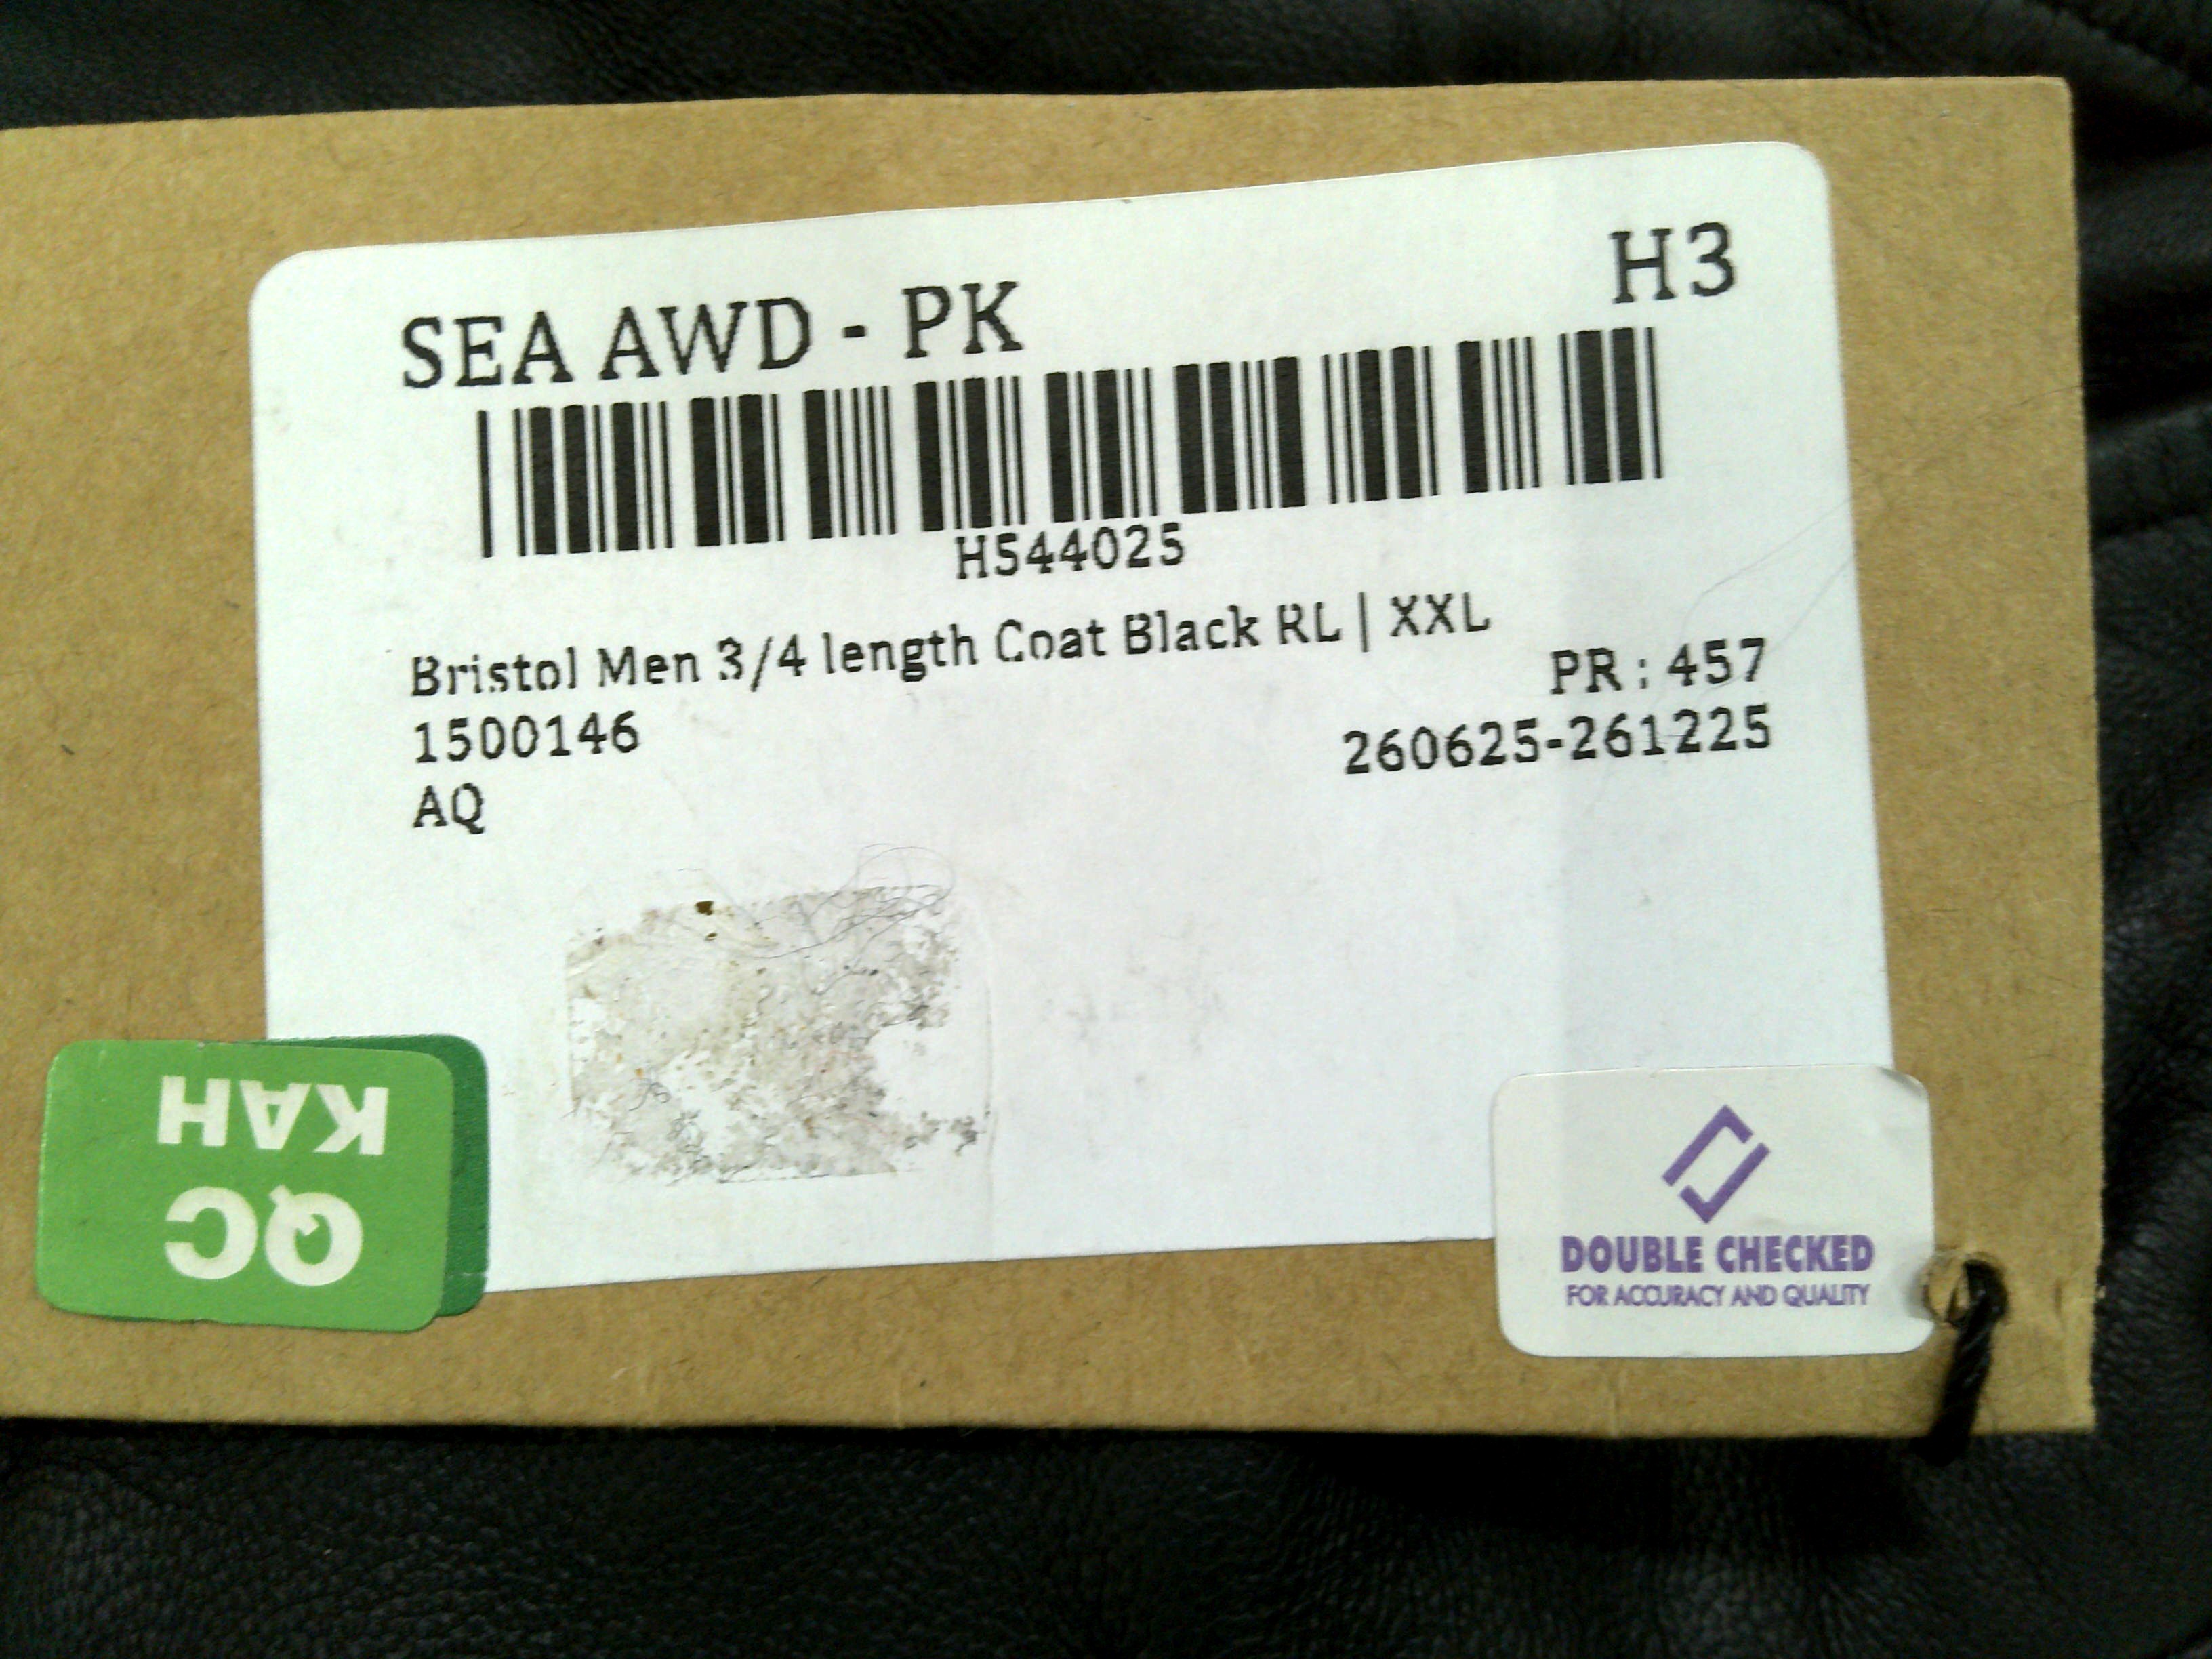 SEA AWD - PK
H3
H544025
Bristol Men 3/4 length Coat Black RL | XXL
PR : 457
1500146
260625-261225
AQ
QC
KAH
DOUBLE CHECKED
FOR ACCURACY AND QUALITY